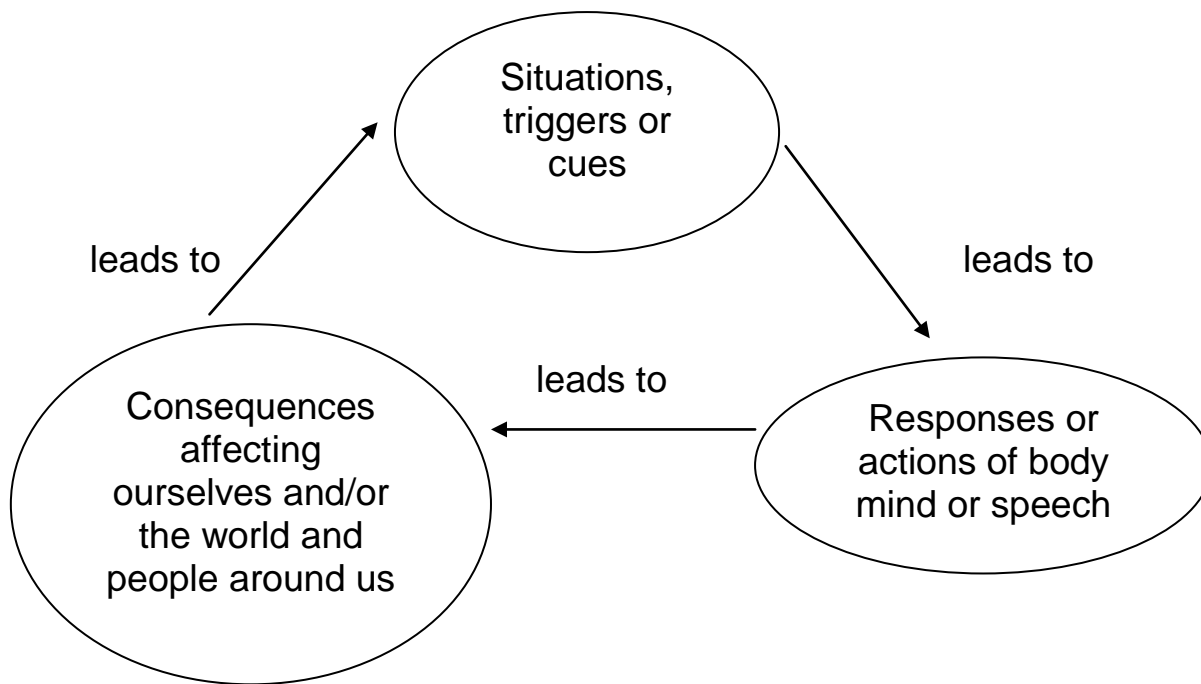 Situations,
triggers or
cues
leads to
leads to
leads to
Consequences
affecting
ourselves and/or
the world and
people around us
Responses or
actions of body
mind or speech